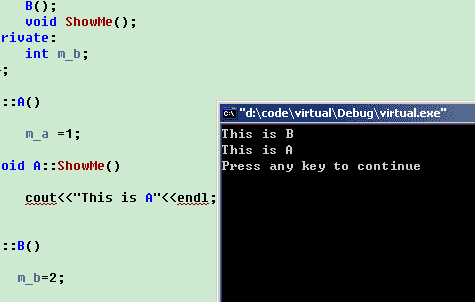 B();
void ShowMe();
rivate:
int m_b;
;
::A()
m_a =1;
oid A::ShowMe()
cout<<"This is A"<<endl;
::B()
m_b=2;
"d:\code\virtual\Debug\virtual.exe"
This is B
This is A
Press any key to continue